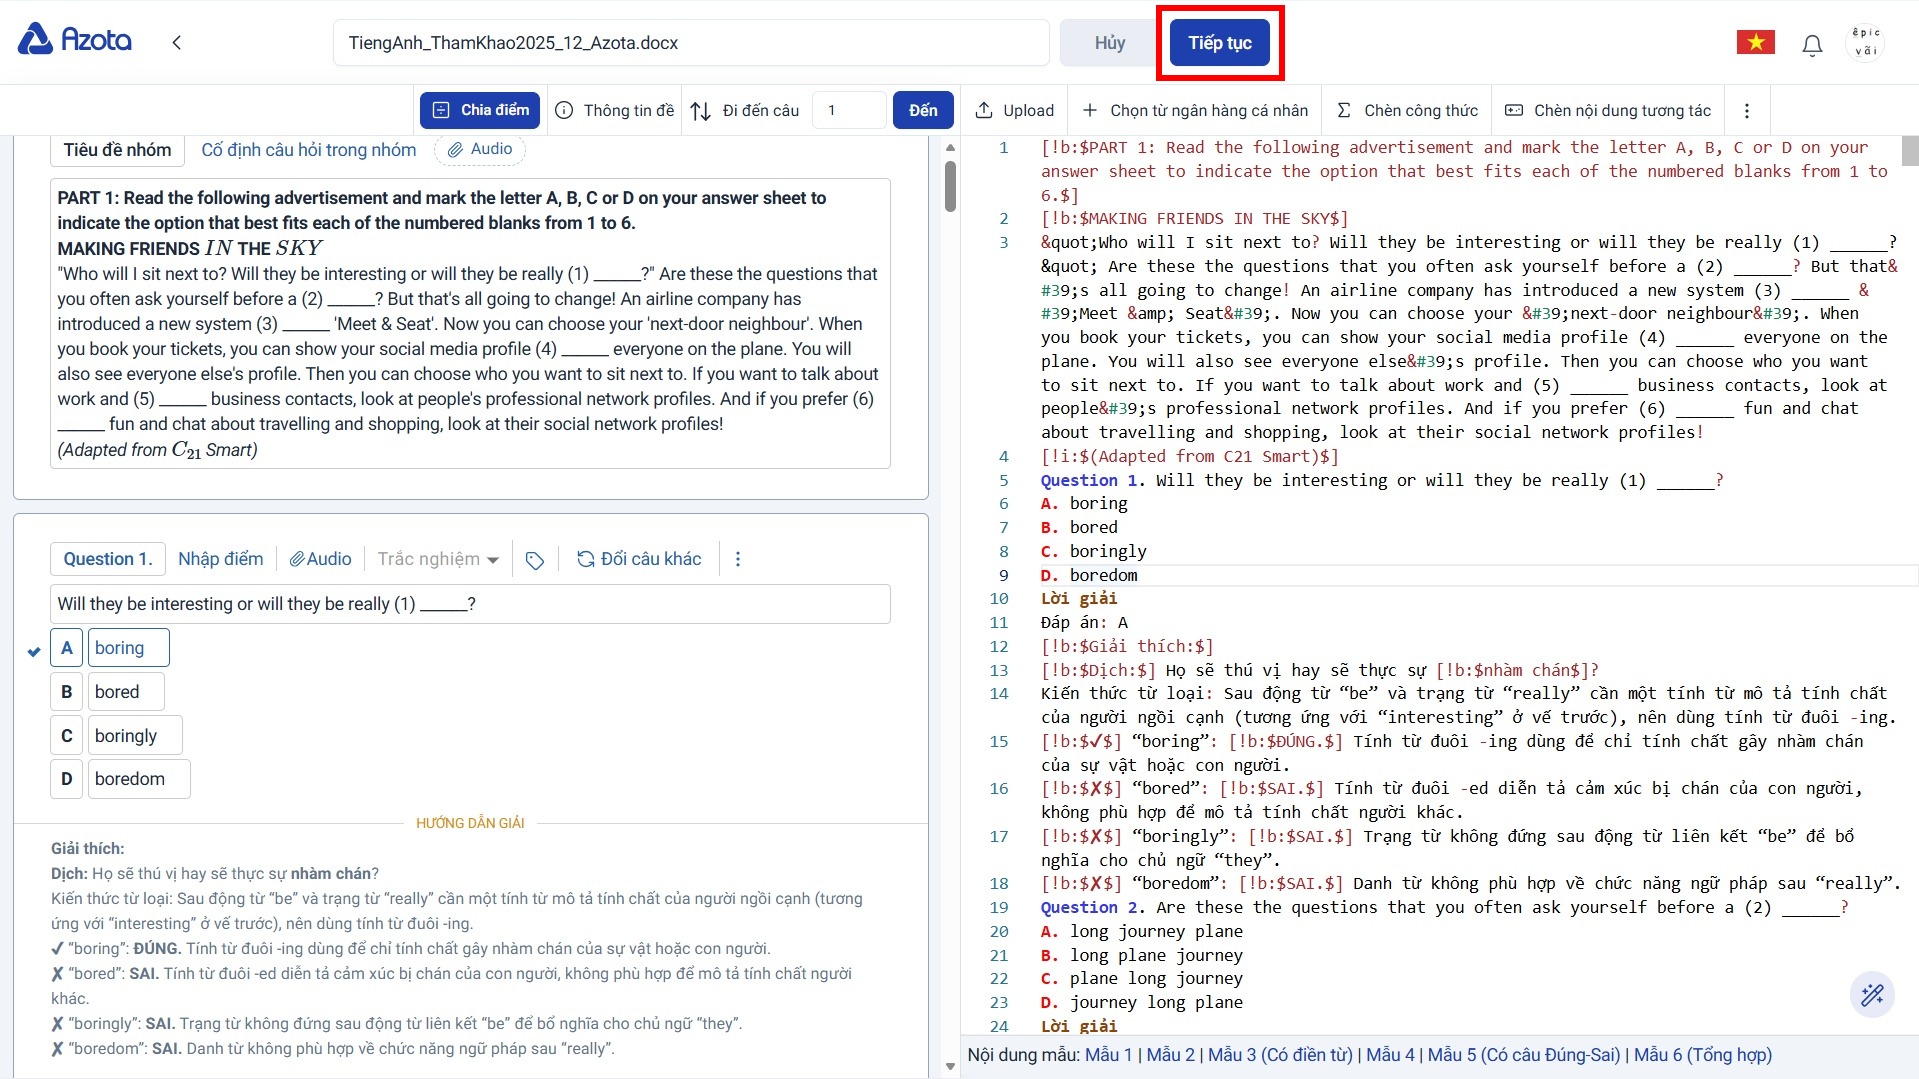 Azota
TiengAnh_ThamKhao2025_12_Azota.docx
Hủy
Tiếp tục
êpic
vãi
Chia điểm
Thông tin đề
Đi đến câu
1
Đến
Upload
Chọn từ ngân hàng cá nhân
Chèn công thức
Chèn nội dung tương tác
Tiêu đề nhóm
Cố định câu hỏi trong nhóm
Audio
PART 1: Read the following advertisement and mark the letter A, B, C or D on your answer sheet to
indicate the option that best fits each of the numbered blanks from 1 to 6.
MAKING FRIENDS IN THE SKY
"Who will I sit next to? Will they be interesting or will they be really (1) ______?" Are these the questions that
you often ask yourself before a (2) ______? But that's all going to change! An airline company has
introduced a new system (3) ______ 'Meet & Seat'. Now you can choose your 'next-door neighbour'. When
you book your tickets, you can show your social media profile (4) ______ everyone on the plane. You will
also see everyone else's profile. Then you can choose who you want to sit next to. If you want to talk about
work and (5) ______ business contacts, look at people's professional network profiles. And if you prefer (6)
______ fun and chat about travelling and shopping, look at their social network profiles!
(Adapted from C21 Smart)
Question 1.
Nhập điểm
Audio
Trắc nghiệm
Đổi câu khác
Will they be interesting or will they be really (1) ______?
A boring
B bored
C boringly
D boredom
HƯỚNG DẪN GIẢI
Giải thích:
Dịch: Họ sẽ thú vị hay sẽ thực sự nhàm chán?
Kiến thức từ loại: Sau động từ “be” và trạng từ “really” cần một tính từ mô tả tính chất của người ngồi cạnh (tương
ứng với “interesting” ở vế trước), nên dùng tính từ đuôi -ing.
✔ “boring”: ĐÚNG. Tính từ đuôi -ing dùng để chỉ tính chất gây nhàm chán của sự vật hoặc con người.
✘ “bored”: SAI. Tính từ đuôi -ed diễn tả cảm xúc bị chán của con người, không phù hợp để mô tả tính chất người
khác.
✘ “boringly”: SAI. Trạng từ không đứng sau động từ liên kết “be” để bổ nghĩa cho chủ ngữ “they”.
✘ “boredom”: SAI. Danh từ không phù hợp về chức năng ngữ pháp sau “really”.
1 [!b:$PART 1: Read the following advertisement and mark the letter A, B, C or D on your
answer sheet to indicate the option that best fits each of the numbered blanks from 1 to
6.$]
2 [!b:$MAKING FRIENDS IN THE SKY$]
3 &quot;Who will I sit next to? Will they be interesting or will they be really (1) ______?
&quot; Are these the questions that you often ask yourself before a (2) ______? But that&
#39;s all going to change! An airline company has introduced a new system (3) ______ &
#39;Meet &amp; Seat&#39;. Now you can choose your &#39;next-door neighbour&#39;. When
you book your tickets, you can show your social media profile (4) ______ everyone on the
plane. You will also see everyone else&#39;s profile. Then you can choose who you want
to sit next to. If you want to talk about work and (5) ______ business contacts, look at
people&#39;s professional network profiles. And if you prefer (6) ______ fun and chat
about travelling and shopping, look at their social network profiles!
4 [!i:$(Adapted from C21 Smart)$]
5 Question 1. Will they be interesting or will they be really (1) ______?
6 A. boring
7 B. bored
8 C. boringly
9 D. boredom
10 Lời giải
11 Đáp án: A
12 [!b:$Giải thích:$]
13 [!b:$Dịch:$] Họ sẽ thú vị hay sẽ thực sự [!b:$nhàm chán$]?
14 Kiến thức từ loại: Sau động từ “be” và trạng từ “really” cần một tính từ mô tả tính chất
của người ngồi cạnh (tương ứng với “interesting” ở vế trước), nên dùng tính từ đuôi -ing.
15 [!b:$✔$] “boring”: [!b:$ĐÚNG.$] Tính từ đuôi -ing dùng để chỉ tính chất gây nhàm chán
của sự vật hoặc con người.
16 [!b:$✘$] “bored”: [!b:$SAI.$] Tính từ đuôi -ed diễn tả cảm xúc bị chán của con người,
không phù hợp để mô tả tính chất người khác.
17 [!b:$✘$] “boringly”: [!b:$SAI.$] Trạng từ không đứng sau động từ liên kết “be” để bổ
nghĩa cho chủ ngữ “they”.
18 [!b:$✘$] “boredom”: [!b:$SAI.$] Danh từ không phù hợp về chức năng ngữ pháp sau “really”.
19 Question 2. Are these the questions that you often ask yourself before a (2) ______?
20 A. long journey plane
21 B. long plane journey
22 C. plane long journey
23 D. journey long plane
24 Lời giải
Nội dung mẫu: Mẫu 1 | Mẫu 2 | Mẫu 3 (Có điền từ) | Mẫu 4 | Mẫu 5 (Có câu Đúng-Sai) | Mẫu 6 (Tổng hợp)